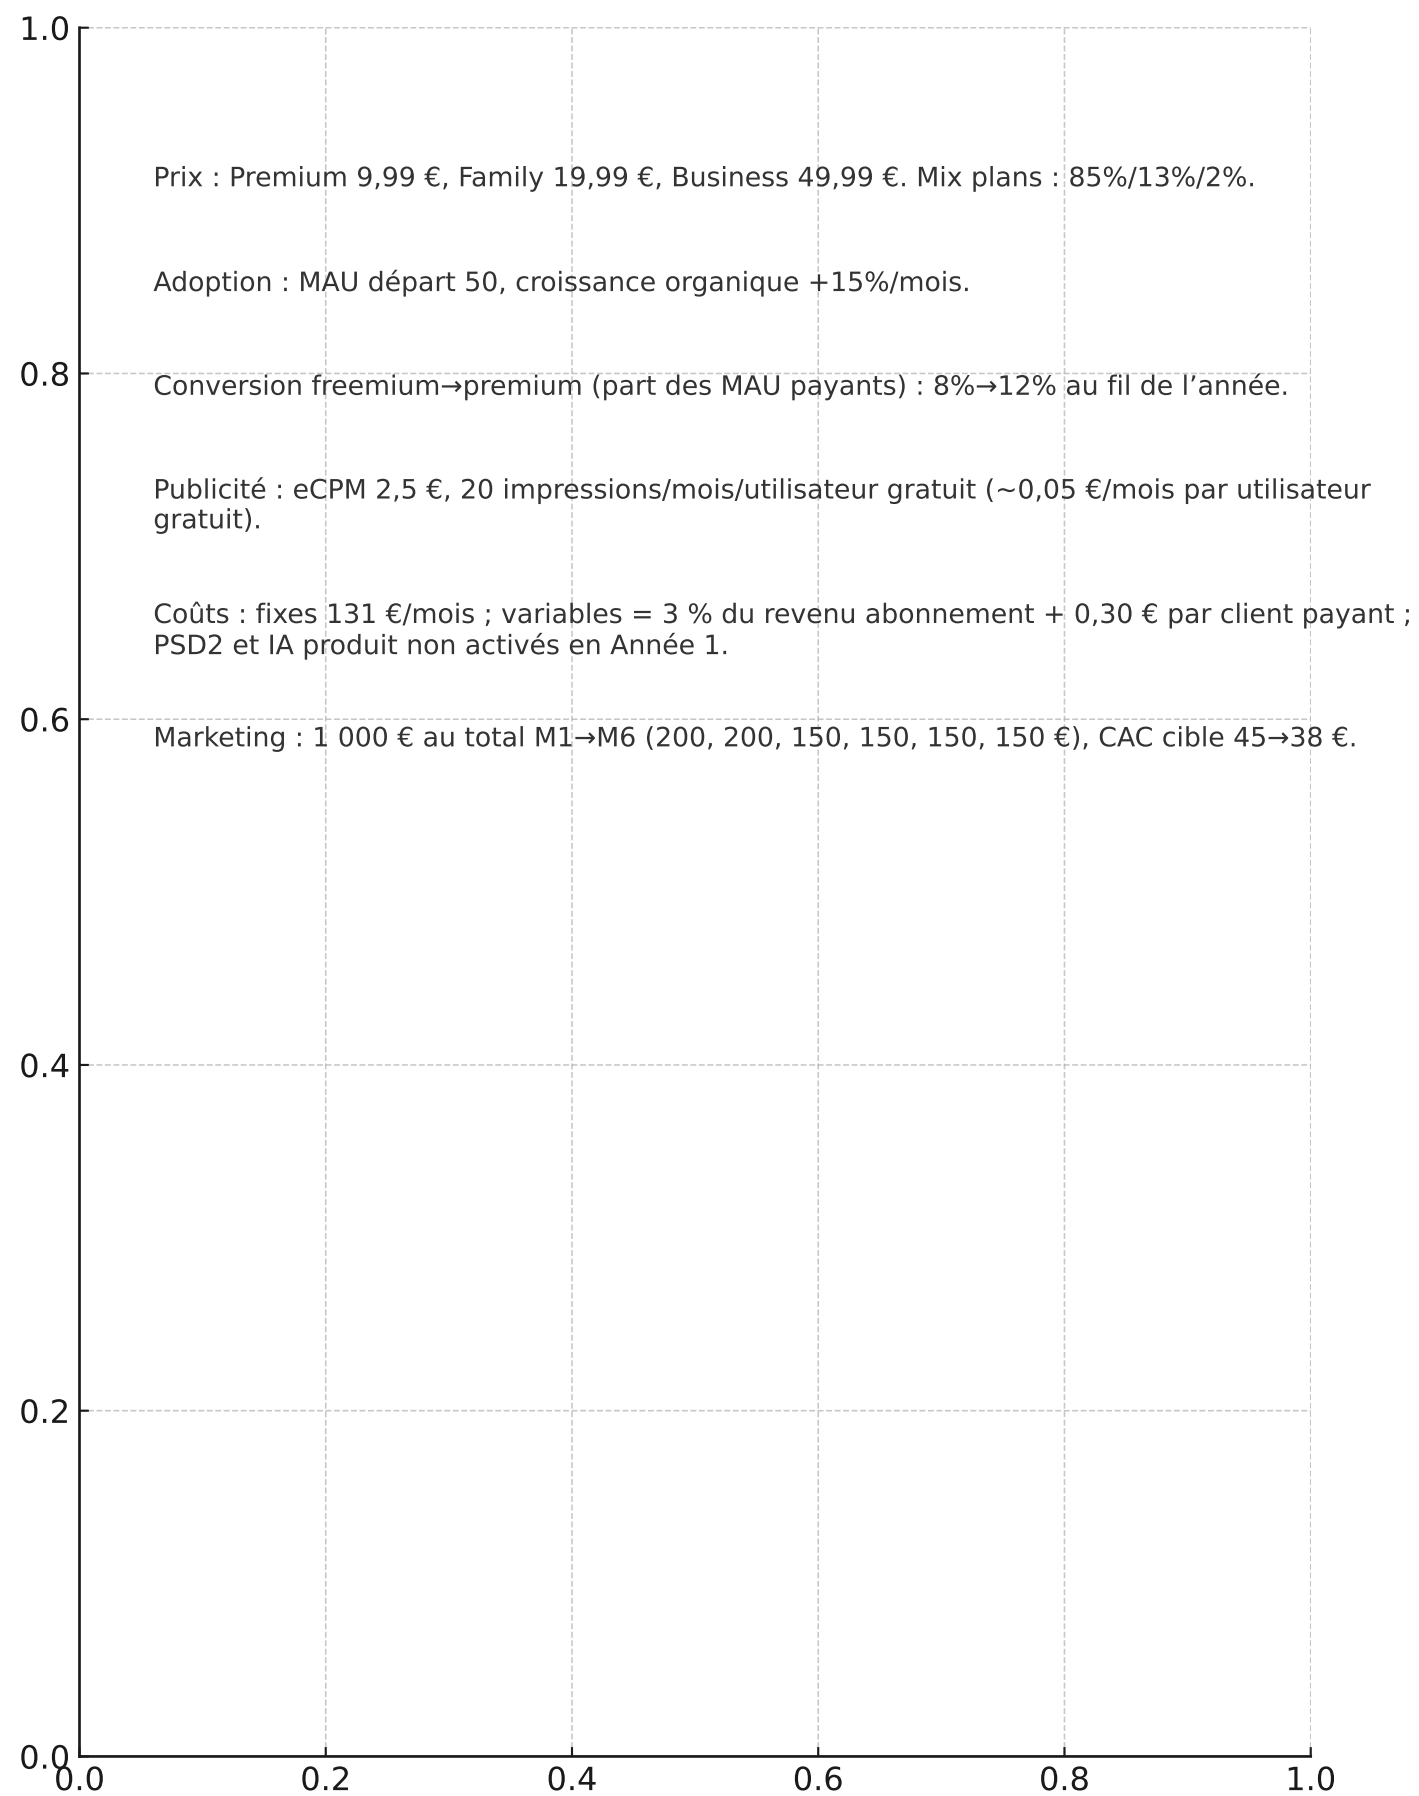 1.0
Prix : Premium 9,99 €, Family 19,99 €, Business 49,99 €. Mix plans : 85%/13%/2%.
Adoption : MAU départ 50, croissance organique +15%/mois.
0.8
Conversion freemium→premium (part des MAU payants) : 8%→12% au fil de l’année.
Publicité : eCPM 2,5 €, 20 impressions/mois/utilisateur gratuit (~0,05 €/mois par utilisateur
gratuit).
Coûts : fixes 131 €/mois ; variables = 3 % du revenu abonnement + 0,30 € par client payant ;
PSD2 et IA produit non activés en Année 1.
0.6
Marketing : 1 000 € au total M1→M6 (200, 200, 150, 150, 150, 150 €), CAC cible 45→38 €.
0.4
0.2
0.0
0.0 0.2 0.4 0.6 0.8 1.0